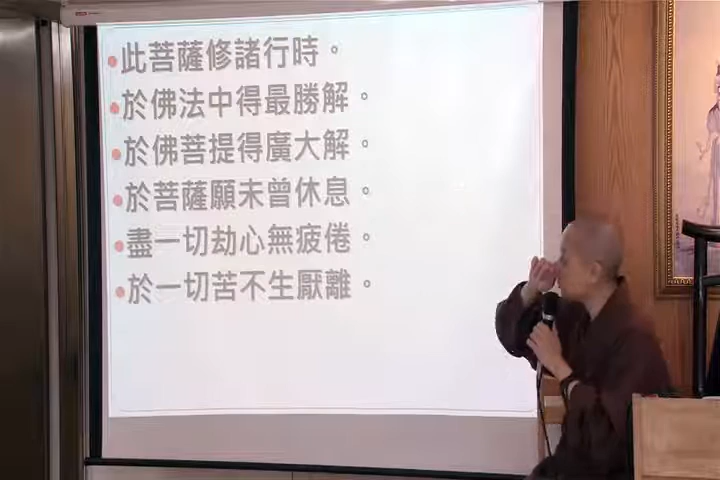 •此菩薩修諸行時。
•於佛法中得最勝解。
•於佛菩提得廣大解。
•於菩薩願未曾休息。
•盡一切劫心無疲倦。
•於一切苦不生厭離。